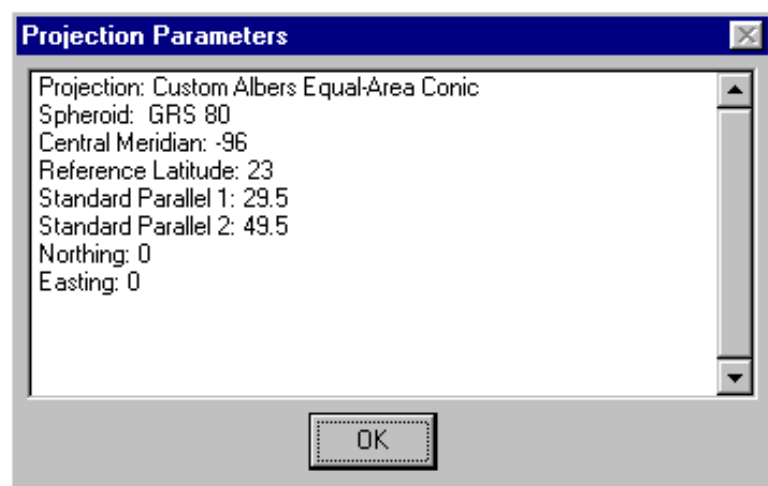 Projection Parameters
Projection: Custom Albers Equal-Area Conic
Spheroid:  GRS 80
Central Meridian: -96
Reference Latitude: 23
Standard Parallel 1: 29.5
Standard Parallel 2: 49.5
Northing: 0
Easting: 0
OK